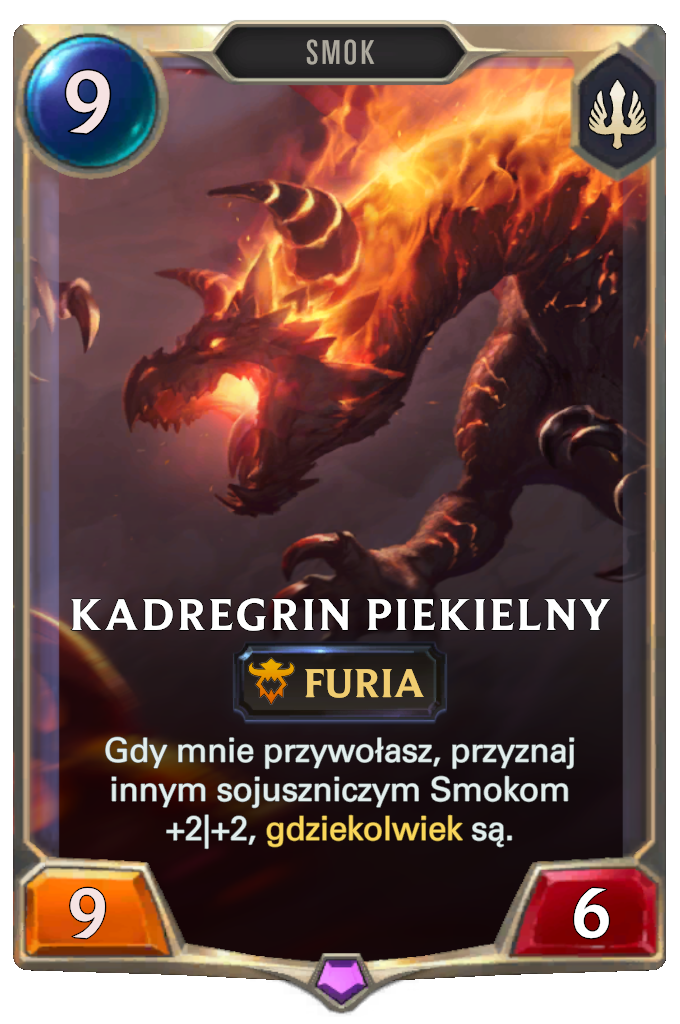 9
SMOK
KADREGRIN PIEKIELNY
FURIA
Gdy mnie przywołasz, przyznaj
innym sojuszniczym Smokom
+2|+2, gdziekolwiek są.
9
6